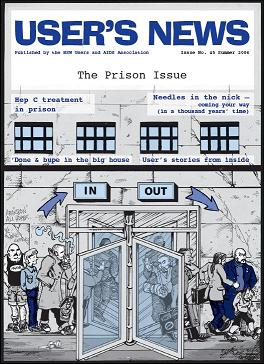 USER'S NEWS
Published by the NSW Users and AIDS Association
Issue No. 45 Summer 2006
The Prison Issue
Hep C treatment
in prison
Needles in the nick —
coming your way
(in a thousand years' time)
Done & bupe in the big house
User's stories from inside
IN
OUT